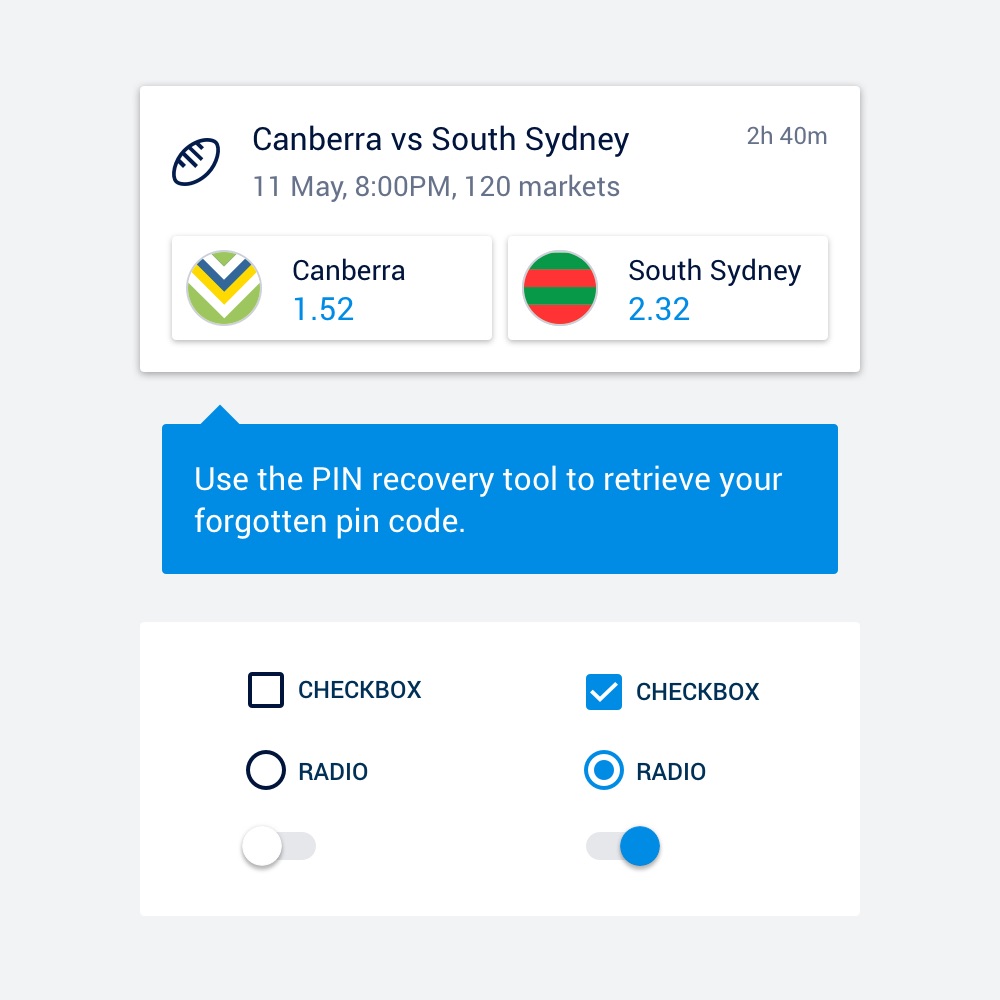 Canberra vs South Sydney
2h 40m
11 May, 8:00PM, 120 markets
Canberra
1.52
South Sydney
2.32
Use the PIN recovery tool to retrieve your
forgotten pin code.
CHECKBOX
CHECKBOX
RADIO
RADIO